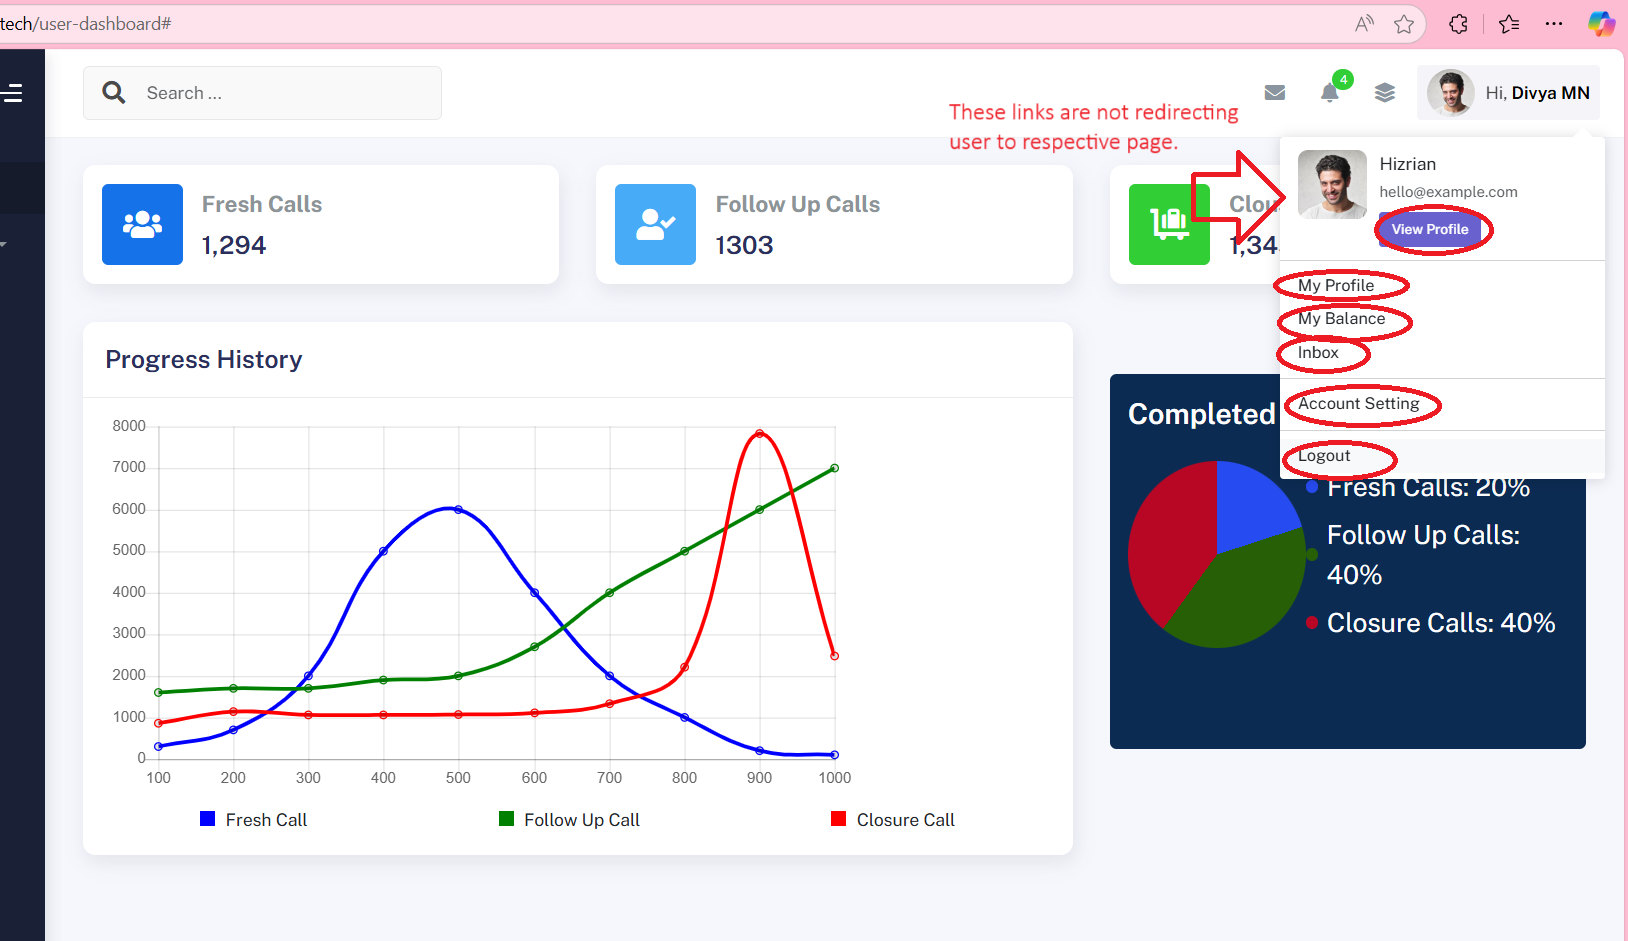 tech/user-dashboard#
Search ...
4
Hi, Divya MN
These links are not redirecting
user to respective page.
Hizrian
hello@example.com
View Profile
My Profile
My Balance
Inbox
Account Setting
Logout
Fresh Calls
1,294
Follow Up Calls
1303
Progress History
8000
7000
6000
5000
4000
3000
2000
1000
0
100 200 300 400 500 600 700 800 900 1000
Fresh Call Follow Up Call Closure Call
Completed
Fresh Calls: 20%
Follow Up Calls:
40%
Closure Calls: 40%